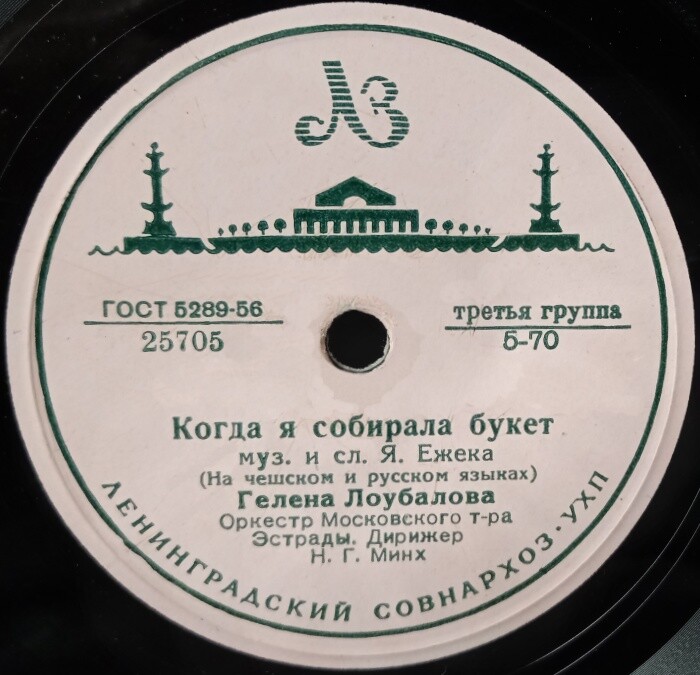 ЛЗ
ГОСТ 5289-56
25705
третья группа
5-70
Когда я собирала букет
муз. и сл. Я. Ежека
(На чешском и русском языках)
Гелена Лоубалова
Оркестр Московского т-ра
Эстрады. Дирижер
Н. Г. Минх
ЛЕНИНГРАДСКИЙ СОВНАРХОЗ · УХП